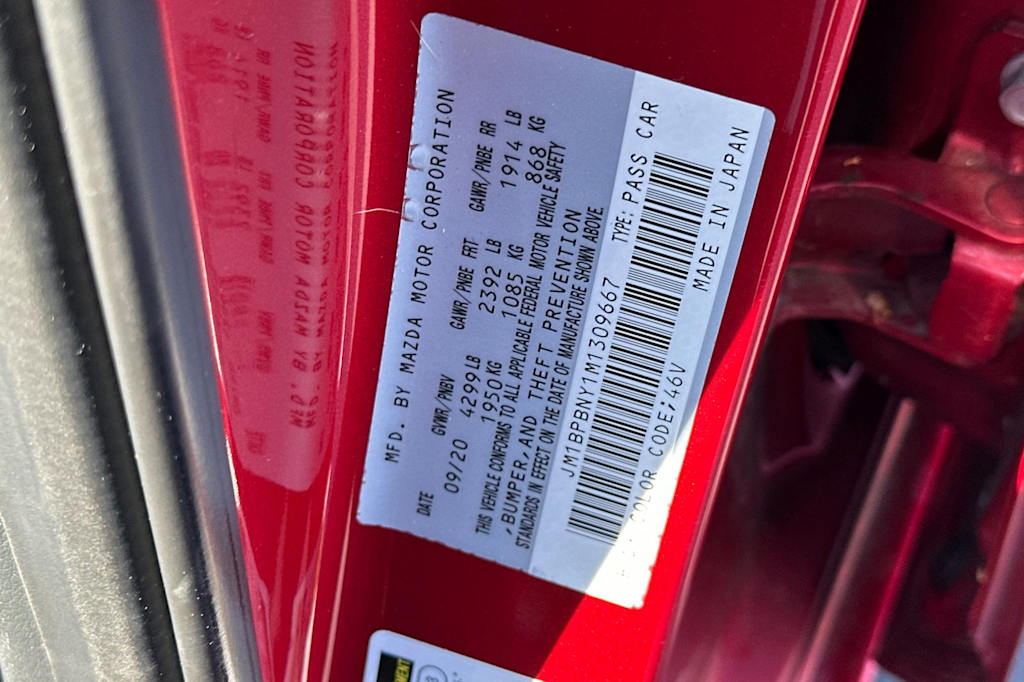 MFD. BY MAZDA MOTOR CORPORATION
DATE GVWR/PNBV GAWR/PNBE FRT GAWR/PNBE RR
09/20 4299LB 2392 LB 1914 LB
1950KG 1085 KG 868 KG
THIS VEHICLE CONFORMS TO ALL APPLICABLE FEDERAL MOTOR VEHICLE SAFETY
,BUMPER,AND THEFT PREVENTION
STANDARDS IN EFFECT ON THE DATE OF MANUFACTURE SHOWN ABOVE
JM1BPBNY1M1309667 TYPE: PASS CAR
COLOR CODE;46V MADE IN JAPAN